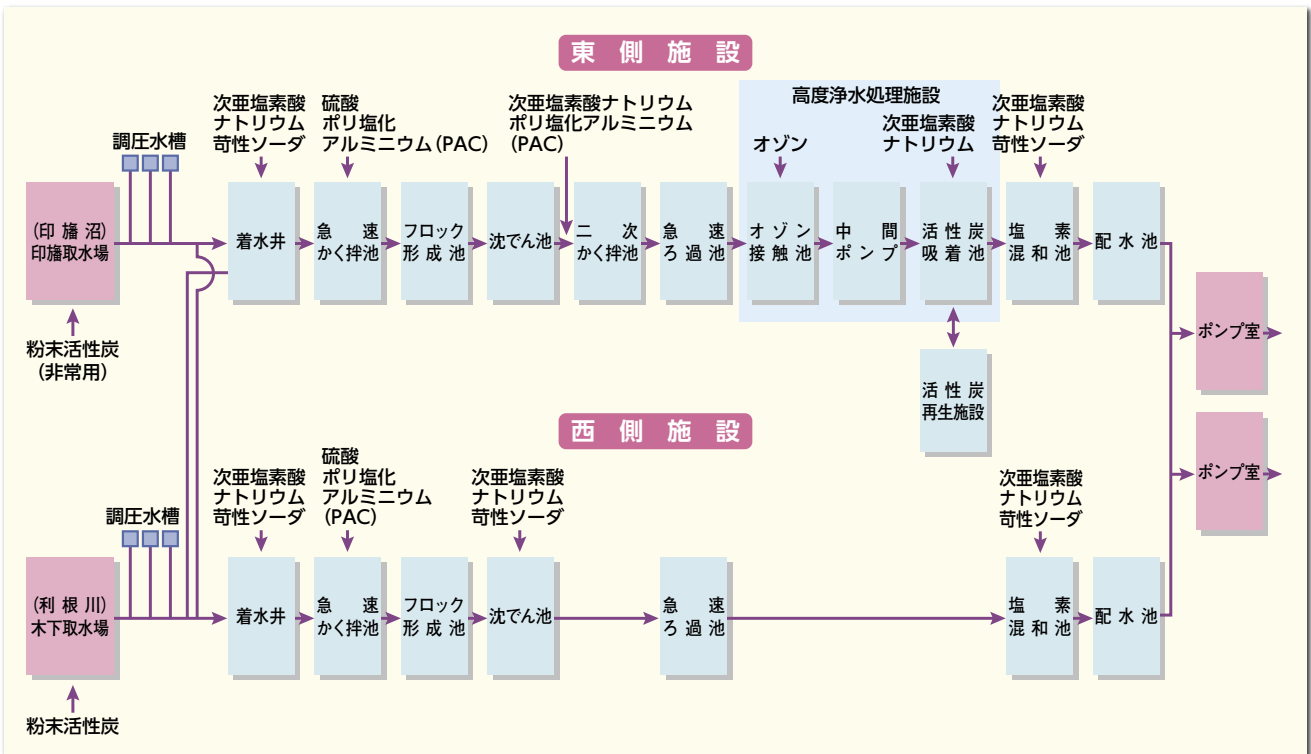 東側施設
高度浄水処理施設
次亜塩素酸
ナトリウム
苛性ソーダ
硫酸
ポリ塩化
アルミニウム(PAC)
次亜塩素酸ナトリウム
ポリ塩化アルミニウム
(PAC)
オゾン
次亜塩素酸
ナトリウム
次亜塩素酸
ナトリウム
苛性ソーダ
調圧水槽
(印旛沼)
印旛取水場
着水井
急速
かく拌池
フロック
形成池
沈でん池
二次
かく拌池
急速
ろ過池
オゾン
接触池
中間
ポンプ
活性炭
吸着池
塩素
混和池
配水池
ポンプ室
粉末活性炭
(非常用)
活性炭
再生施設
西側施設
次亜塩素酸
ナトリウム
苛性ソーダ
硫酸
ポリ塩化
アルミニウム
(PAC)
次亜塩素酸
ナトリウム
苛性ソーダ
次亜塩素酸
ナトリウム
苛性ソーダ
ポンプ室
調圧水槽
(利根川)
木下取水場
着水井
急速
かく拌池
フロック
形成池
沈でん池
急速
ろ過池
塩素
混和池
配水池
粉末活性炭